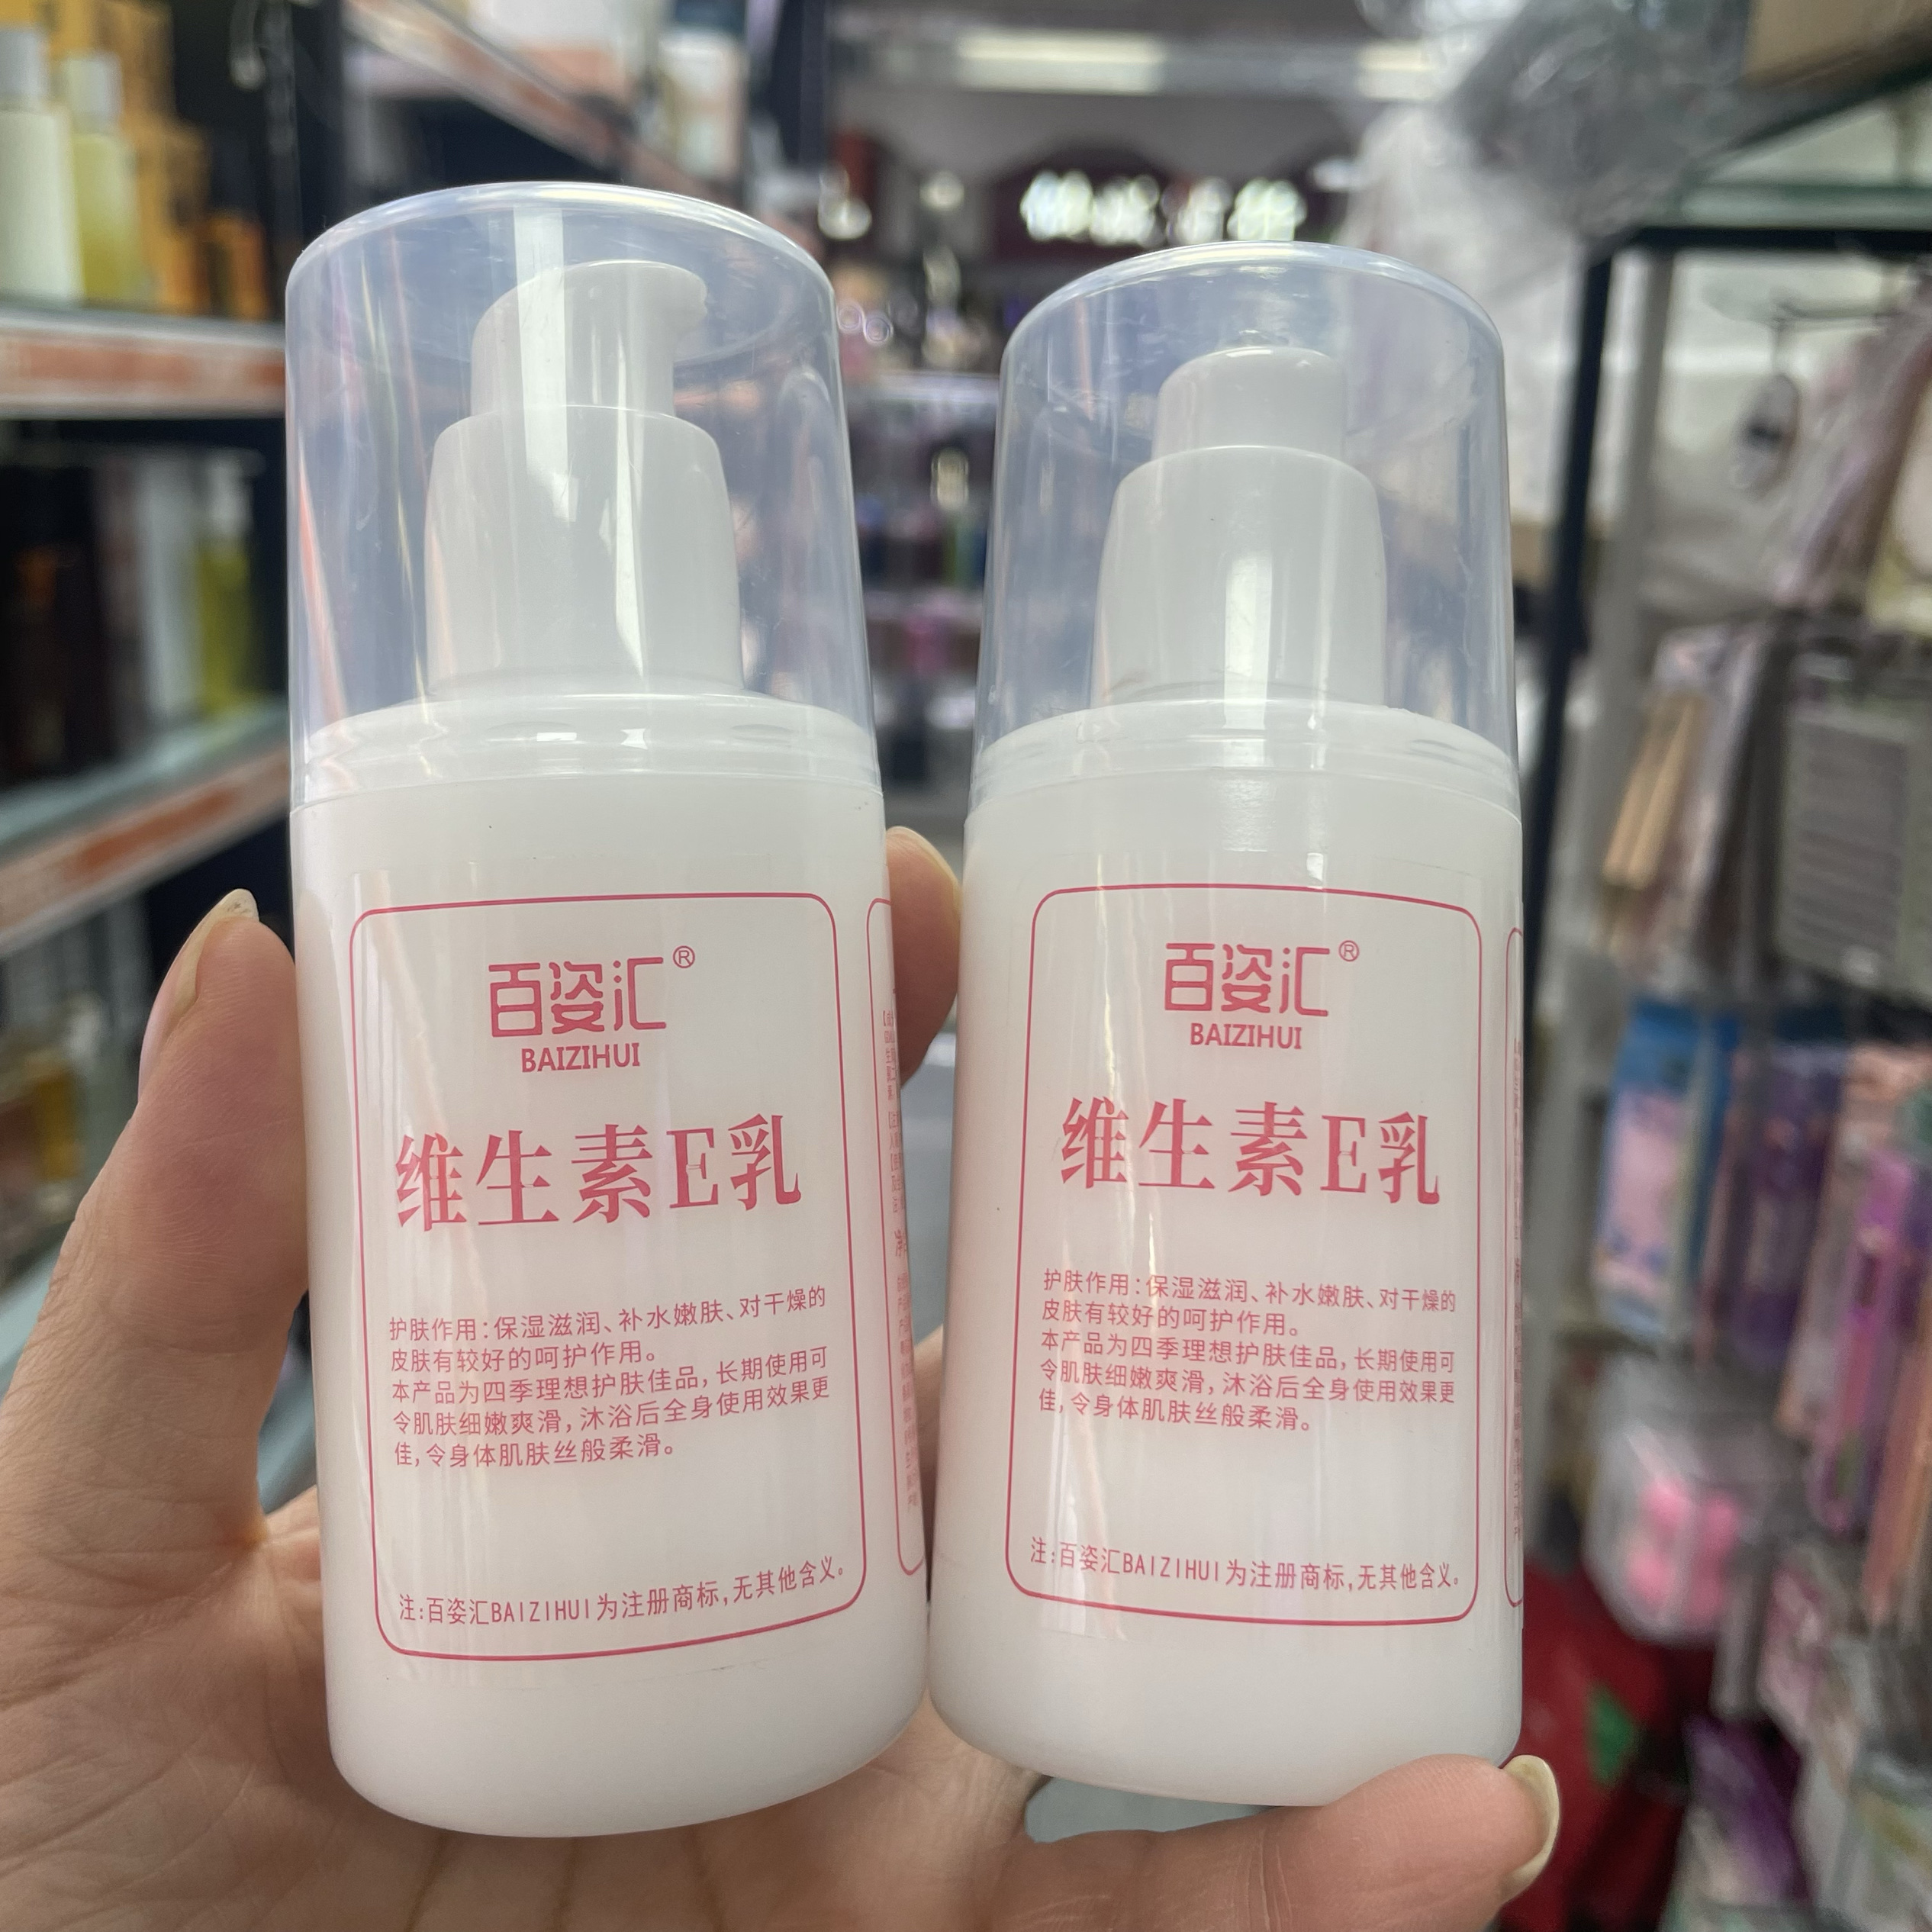 百姿汇®
BAIZIHUI
维生素E乳
护肤作用:保湿滋润、补水嫩肤、对干燥的
皮肤有较好的呵护作用。
本产品为四季理想护肤佳品,长期使用可
令肌肤细嫩爽滑,沐浴后全身使用效果更
佳,令身体肌肤丝般柔滑。
注:百姿汇BAIZIHUI为注册商标,无其他含义。
百姿汇®
BAIZIHUI
维生素E乳
护肤作用:保湿滋润、补水嫩肤、对干燥的
皮肤有较好的呵护作用。
本产品为四季理想护肤佳品,长期使用可
令肌肤细嫩爽滑,沐浴后全身使用效果更
佳,令身体肌肤丝般柔滑。
注:百姿汇BAIZIHUI为注册商标,无其他含义。